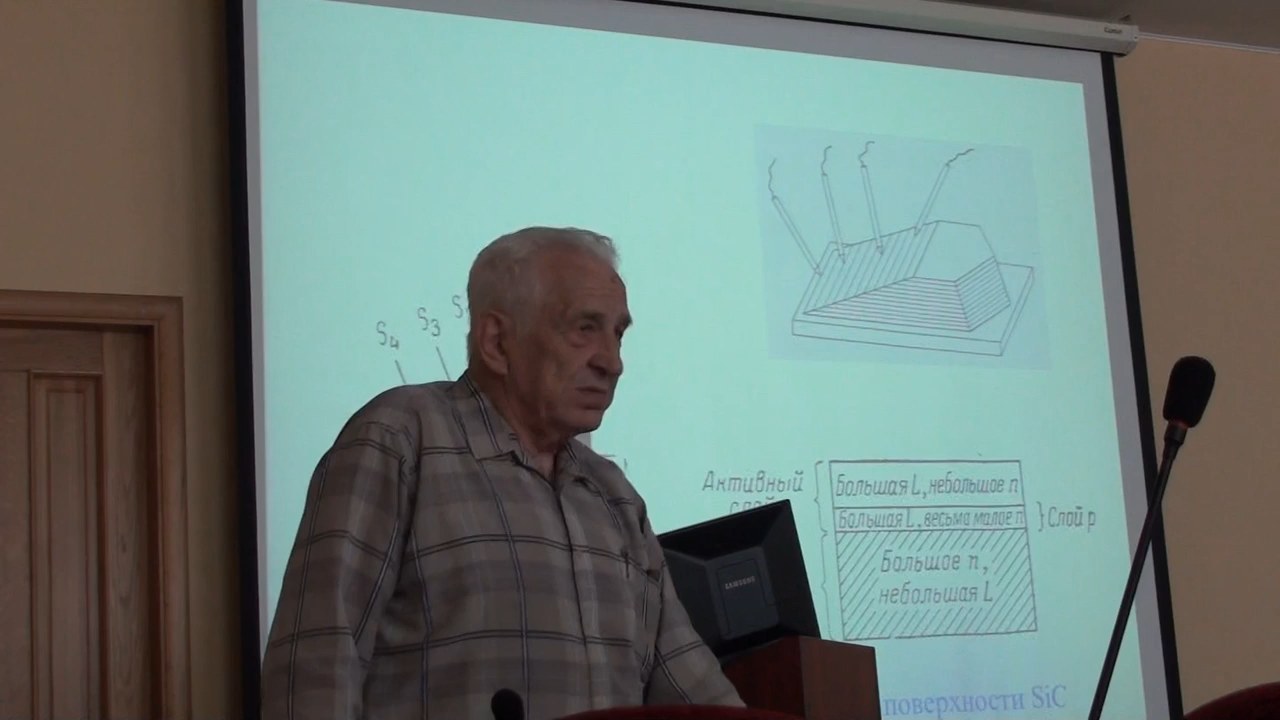 S4
S3
Активный
Большая L, небольшое n
Большая L, весьма малое n
Слой p
Большое n,
небольшая L
SAMSUNG
поверхности SiC